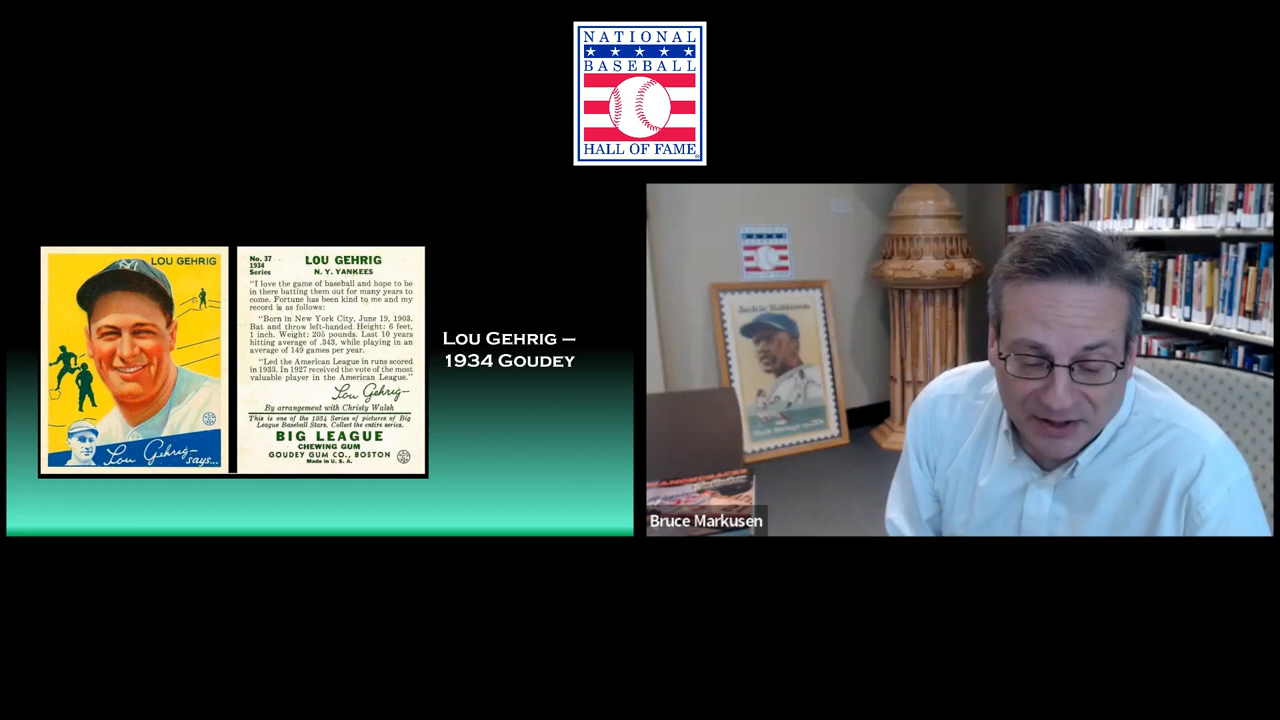 NATIONAL
BASEBALL
HALL OF FAME
LOU GEHRIG
Lou Gehrig
says...
No. 37
1934
Series
LOU GEHRIG
N. Y. YANKEES
"I love the game of baseball and hope to be
in there batting them out for many years to
come. Fortune has been kind to me and my
record is as follows:
"Born in New York City, June 19, 1903.
Bat and throw left-handed. Height: 6 feet,
1 inch. Weight: 205 pounds. Last 10 years
hitting average of .343, while playing in an
average of 149 games per year.
"Led the American League in runs scored
in 1933. In 1927 received the vote of the most
valuable player in the American League."
Lou Gehrig
By arrangement with Christy Walsh
This is one of the 1934 Series of pictures of Big
League Baseball Stars. Collect the entire series.
BIG LEAGUE
CHEWING GUM
GOUDEY GUM CO., BOSTON
Made in U. S. A.
LOU GEHRIG –
1934 GOUDEY
Jackie Robinson
Bruce Markusen